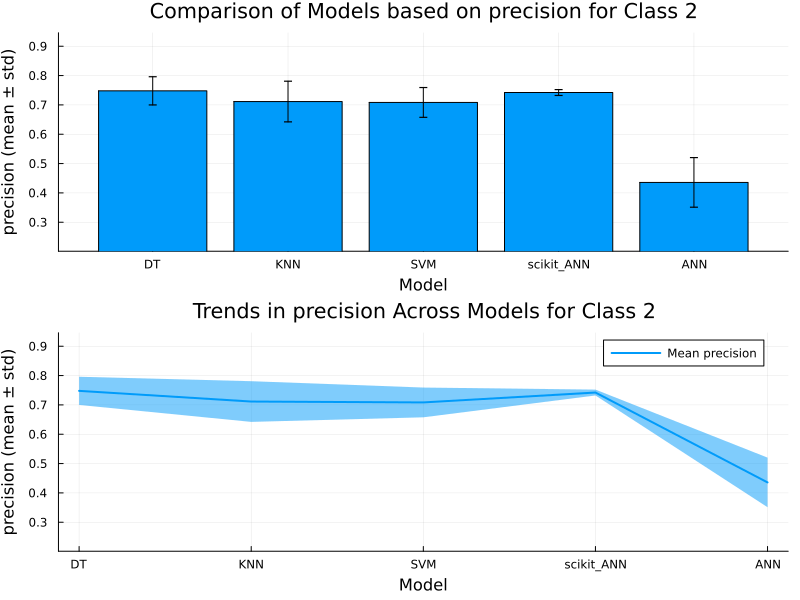 Comparison of Models based on precision for Class 2
precision (mean ± std)
0.9
0.8
0.7
0.6
0.5
0.4
0.3
DT KNN SVM scikit_ANN ANN
Model
Trends in precision Across Models for Class 2
precision (mean ± std)
Mean precision
0.9
0.8
0.7
0.6
0.5
0.4
0.3
DT KNN SVM scikit_ANN ANN
Model